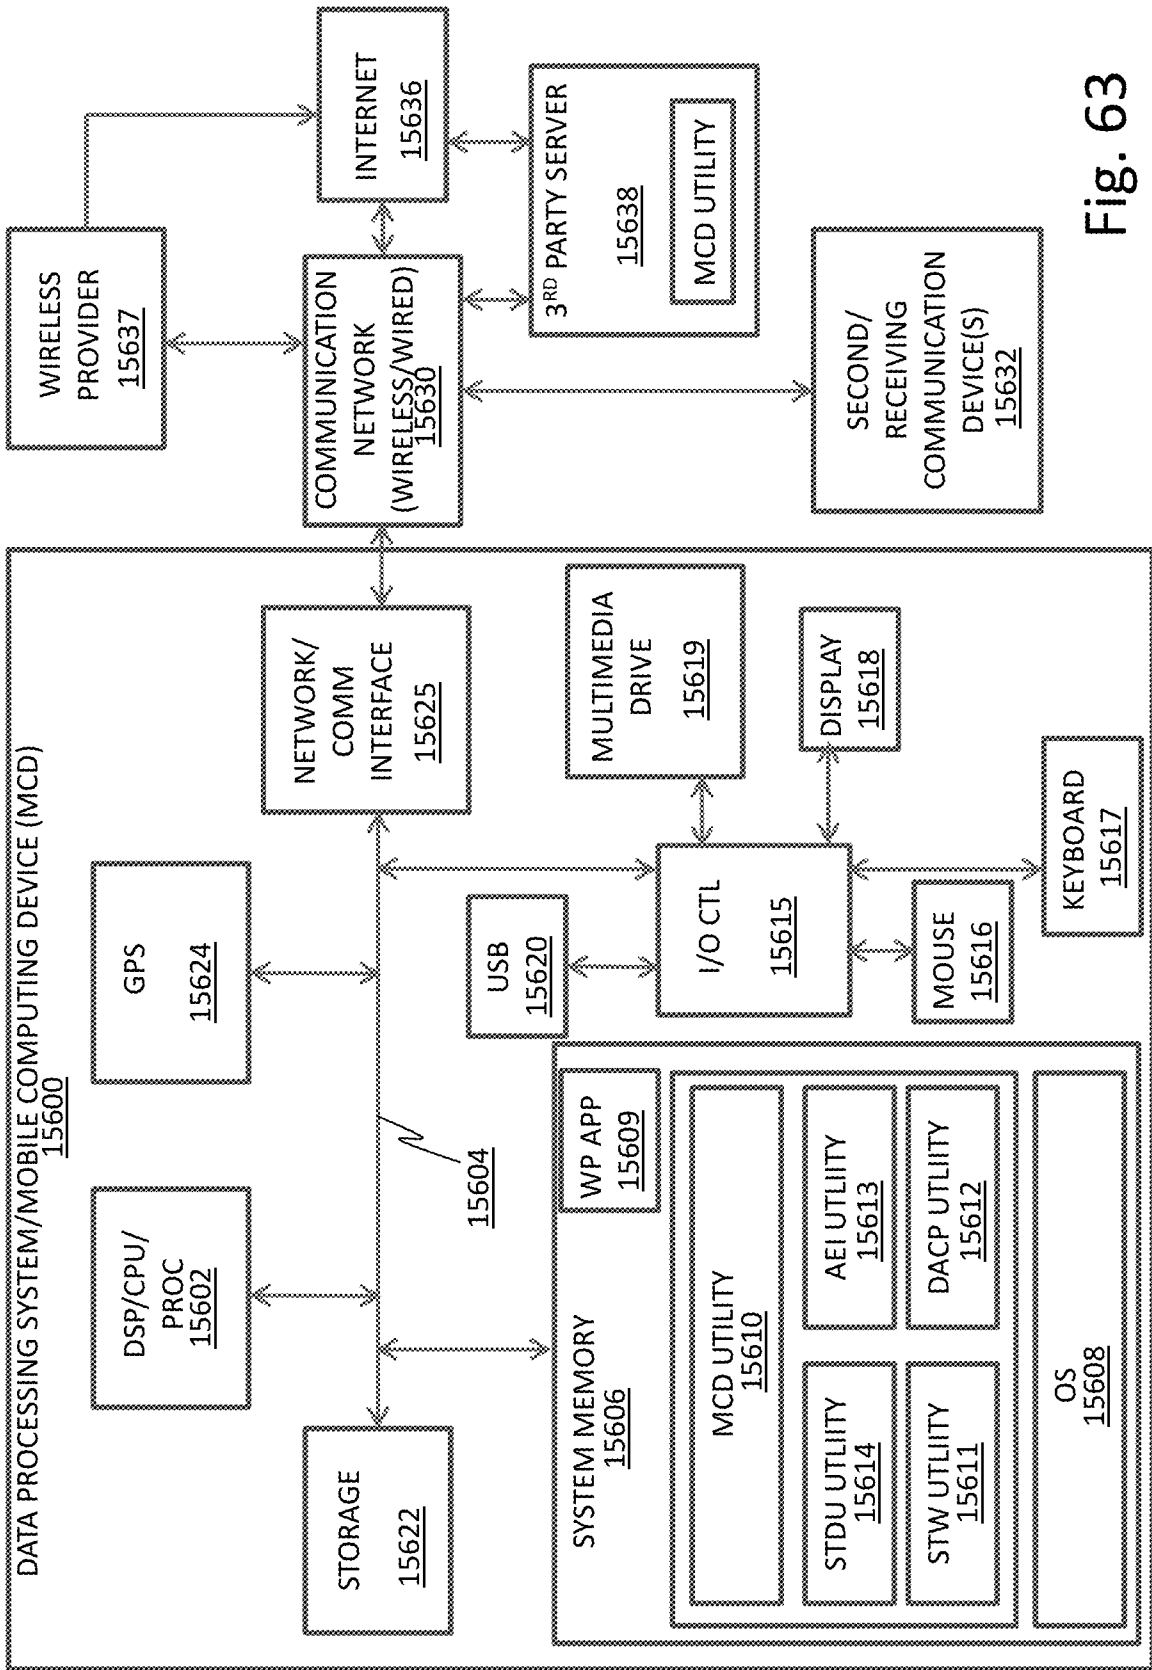 DATA PROCESSING SYSTEM/MOBILE COMPUTING DEVICE (MCD)
15600
STORAGE
15622
DSP/CPU/
PROC
15602
GPS
15624
15604
NETWORK/
COMM
INTERFACE
15625
SYSTEM MEMORY
15606
WP APP
15609
MCD UTILITY
15610
STDU UTLIITY
15614
AEI UTLIITY
15613
STW UTLIITY
15611
DACP UTLIITY
15612
OS
15608
USB
15620
I/O CTL
15615
MOUSE
15616
KEYBOARD
15617
MULTIMEDIA
DRIVE
15619
DISPLAY
15618
WIRELESS
PROVIDER
15637
COMMUNICATION
NETWORK
(WIRELESS/WIRED)
15630
INTERNET
15636
3RD PARTY SERVER
15638
MCD UTILITY
SECOND/
RECEIVING
COMMUNICATION
DEVICE(S)
15632
Fig. 63